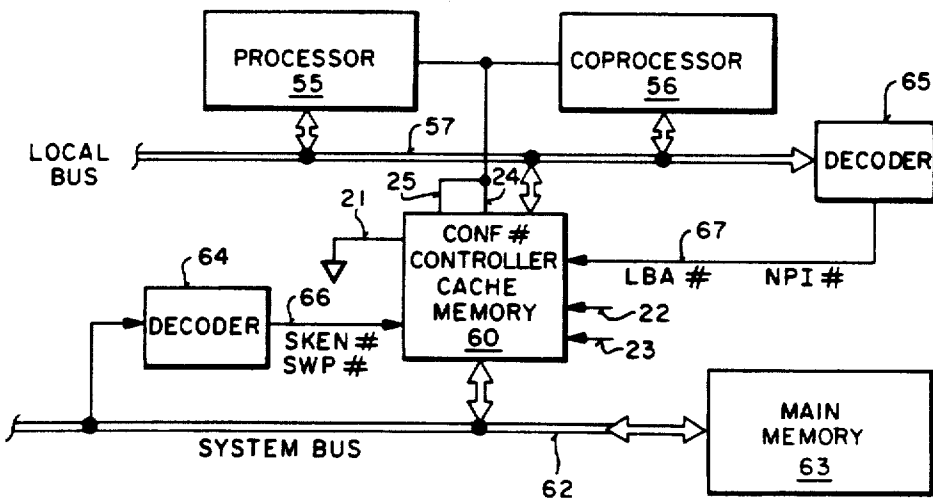 PROCESSOR
55
COPROCESSOR
56
65
LOCAL
BUS
57
DECODER
25
24
21
CONF #
CONTROLLER
CACHE
MEMORY
60
67
LBA # NPI #
64
DECODER
66
SKEN #
SWP #
22
23
SYSTEM BUS
62
MAIN
MEMORY
63